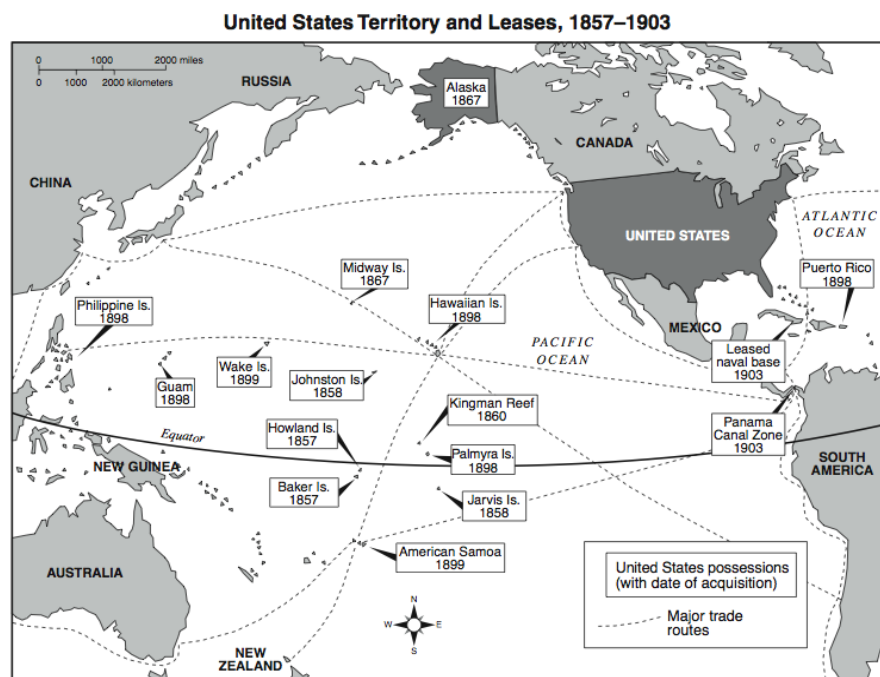 United States Territory and Leases, 1857–1903
0 1000 2000 miles
0 1000 2000 kilometers
RUSSIA
Alaska
1867
CANADA
CHINA
UNITED STATES
ATLANTIC
OCEAN
Midway Is.
1867
Puerto Rico
1898
Philippine Is.
1898
Hawaiian Is.
1898
MEXICO
PACIFIC
OCEAN
Leased
naval base
1903
Wake Is.
1899
Guam
1898
Johnston Is.
1858
Kingman Reef
1860
Panama
Canal Zone
1903
Equator
Howland Is.
1857
NEW GUINEA
Palmyra Is.
1898
SOUTH
AMERICA
Baker Is.
1857
Jarvis Is.
1858
American Samoa
1899
AUSTRALIA
United States possessions
(with date of acquisition)
Major trade
routes
N
W E
S
NEW
ZEALAND